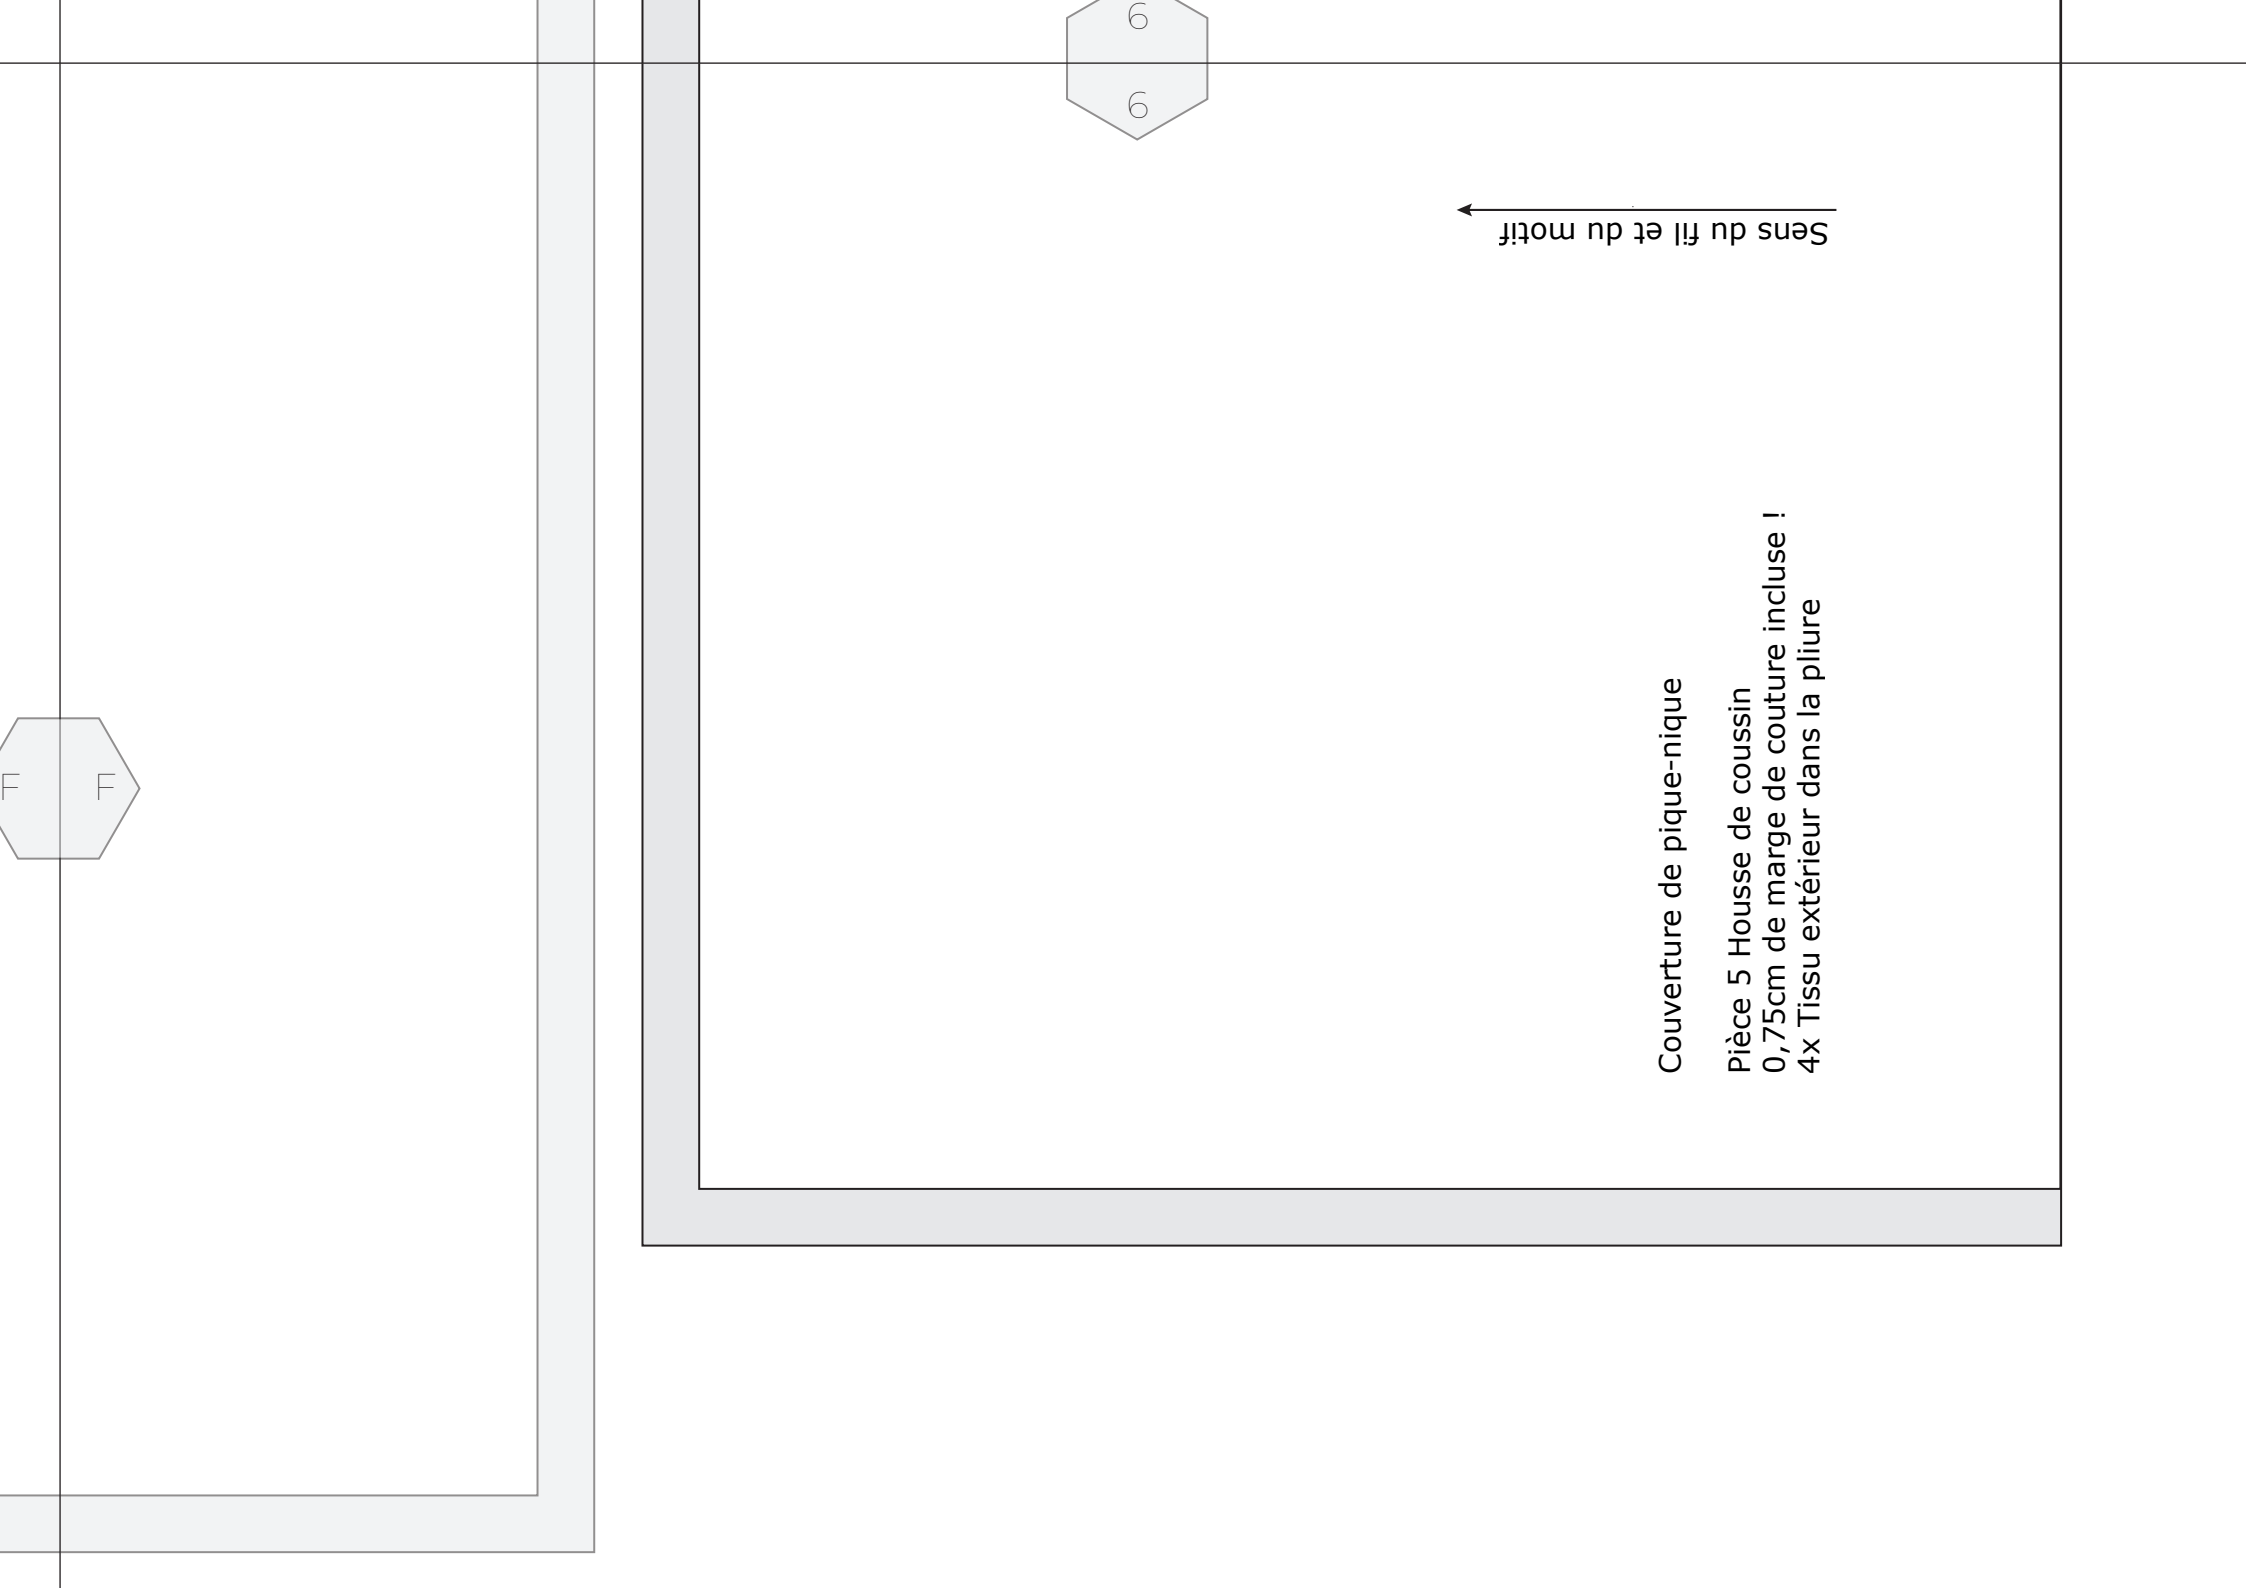 6
6
Sens du fil et du motif
F
F
Couverture de pique-nique
Pièce 5 Housse de coussin
0,75cm de marge de couture incluse !
4x Tissu extérieur dans la pliure